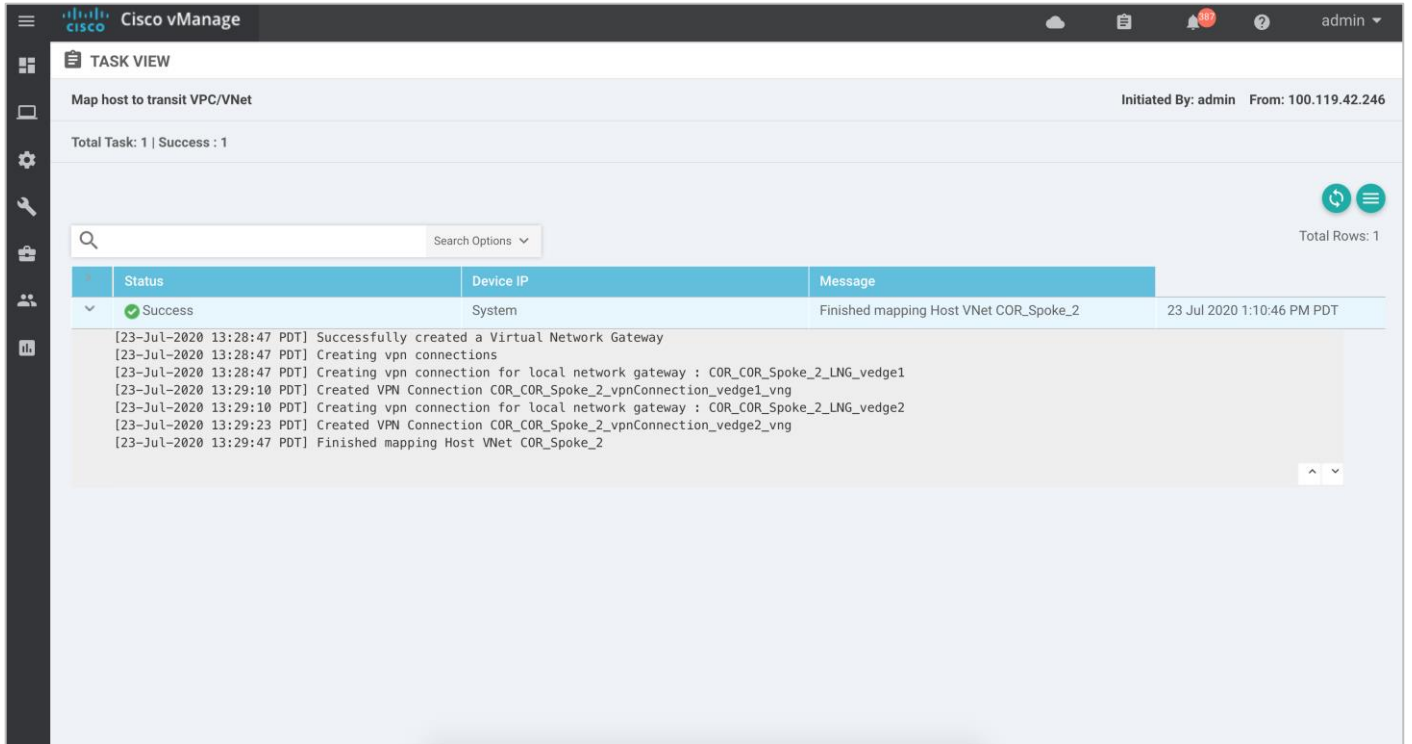 cisco Cisco vManage 387 admin
TASK VIEW
Map host to transit VPC/VNet Initiated By: admin From: 100.119.42.246
Total Task: 1 | Success : 1
Search Options Total Rows: 1
Status Device IP Message
Success System Finished mapping Host VNet COR_Spoke_2 23 Jul 2020 1:10:46 PM PDT
[23-Jul-2020 13:28:47 PDT] Successfully created a Virtual Network Gateway
[23-Jul-2020 13:28:47 PDT] Creating vpn connections
[23-Jul-2020 13:28:47 PDT] Creating vpn connection for local network gateway : COR_COR_Spoke_2_LNG_vedge1
[23-Jul-2020 13:29:10 PDT] Created VPN Connection COR_COR_Spoke_2_vpnConnection_vedge1_vng
[23-Jul-2020 13:29:10 PDT] Creating vpn connection for local network gateway : COR_COR_Spoke_2_LNG_vedge2
[23-Jul-2020 13:29:23 PDT] Created VPN Connection COR_COR_Spoke_2_vpnConnection_vedge2_vng
[23-Jul-2020 13:29:47 PDT] Finished mapping Host VNet COR_Spoke_2